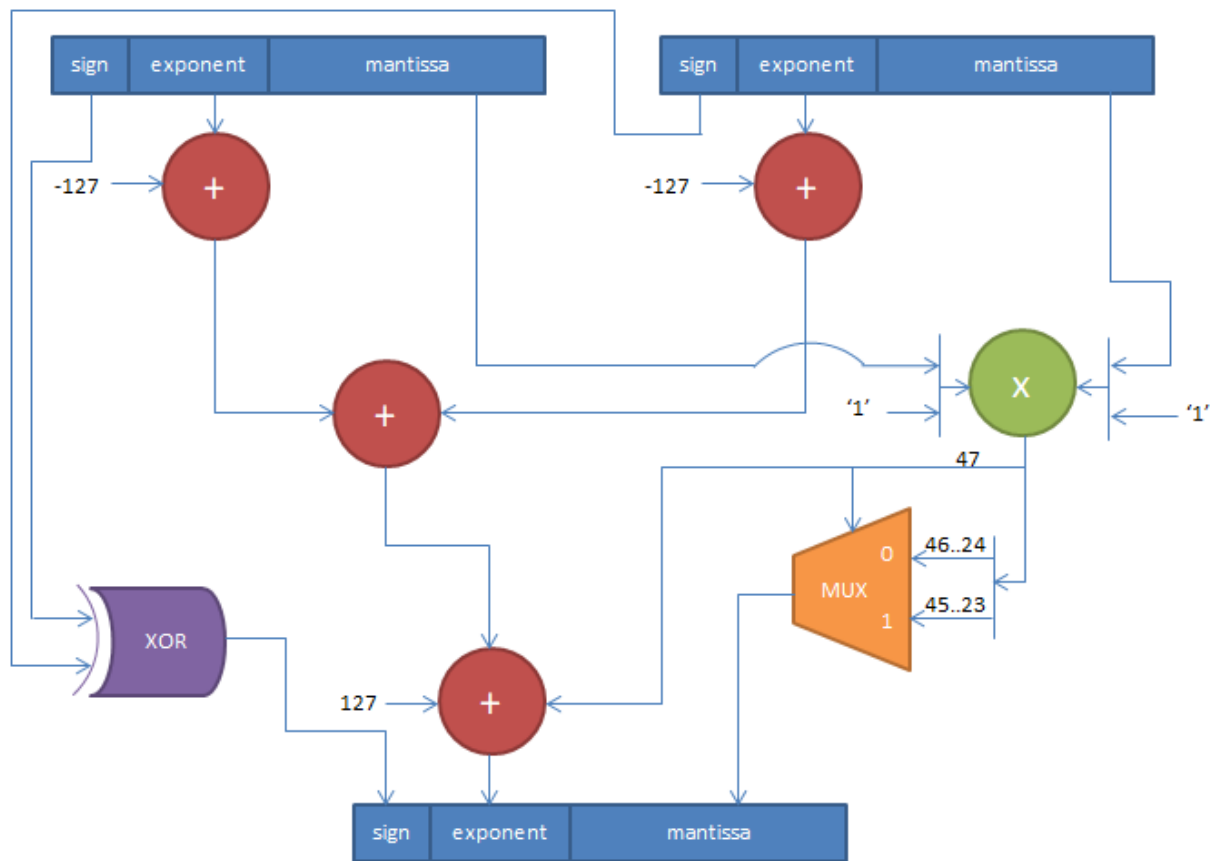 sign exponent mantissa sign exponent mantissa
+ +
-127 -127
+ X
‘1’ ‘1’
47
0 46..24
MUX
1 45..23
XOR
127 +
sign exponent mantissa